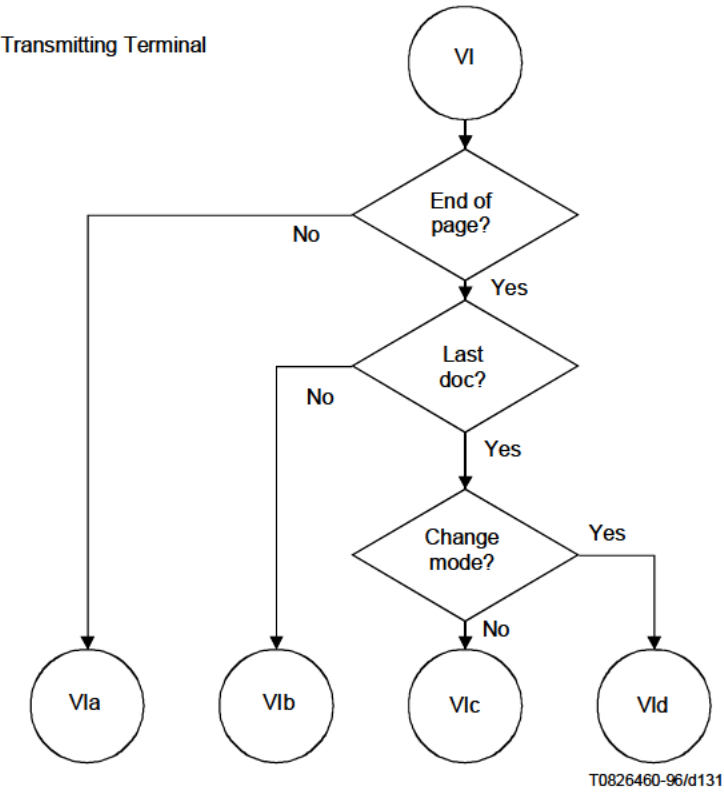 Transmitting Terminal
VI
End of
page?
No
Yes
Last
doc?
No
Yes
Change
mode?
Yes
No
VIa
VIb
VIc
VId
T0826460-96/d131